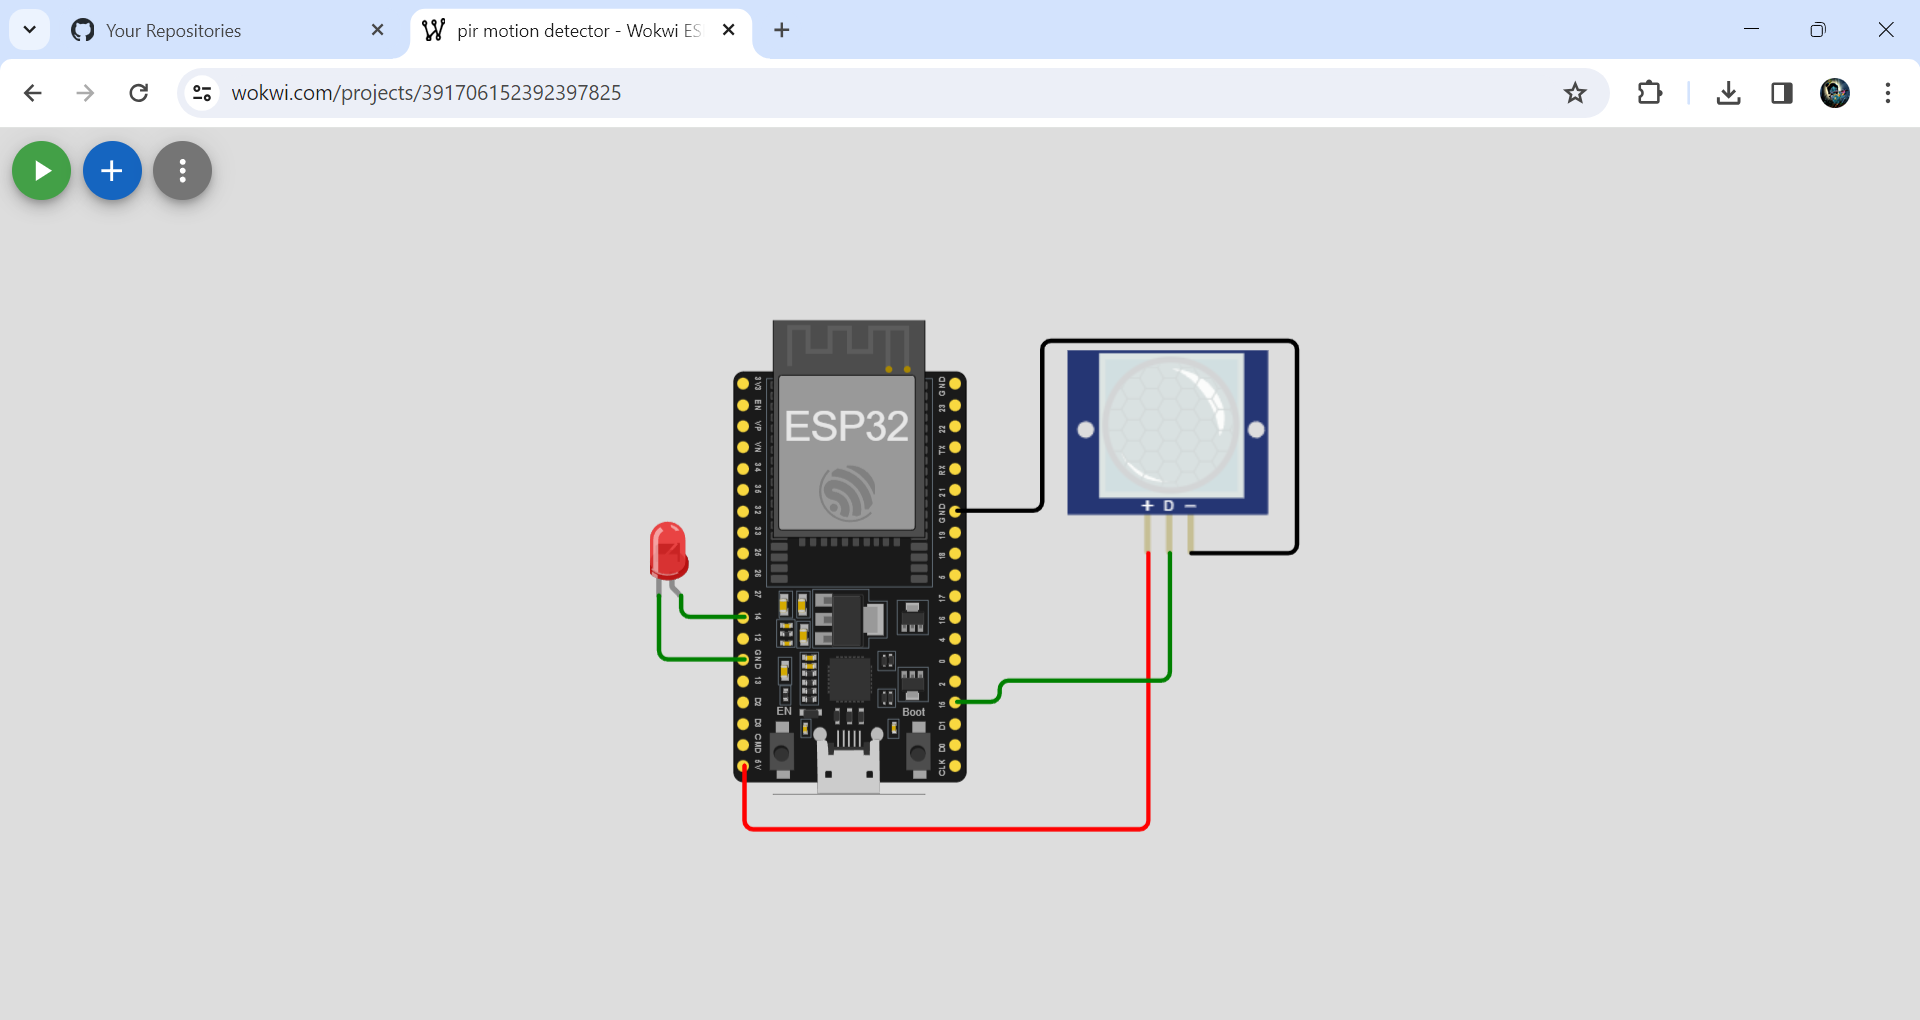 Your Repositories
pir motion detector - Wokwi ES
wokwi.com/projects/391706152392397825
ESP32
3V3
EN
VP
VN
34
35
32
33
25
26
27
14
12
GND
13
D2
D3
CMD
5V
GND
23
22
TX
RX
21
GND
19
18
5
17
16
4
0
2
15
D1
D0
CLK
EN
Boot
+ D −